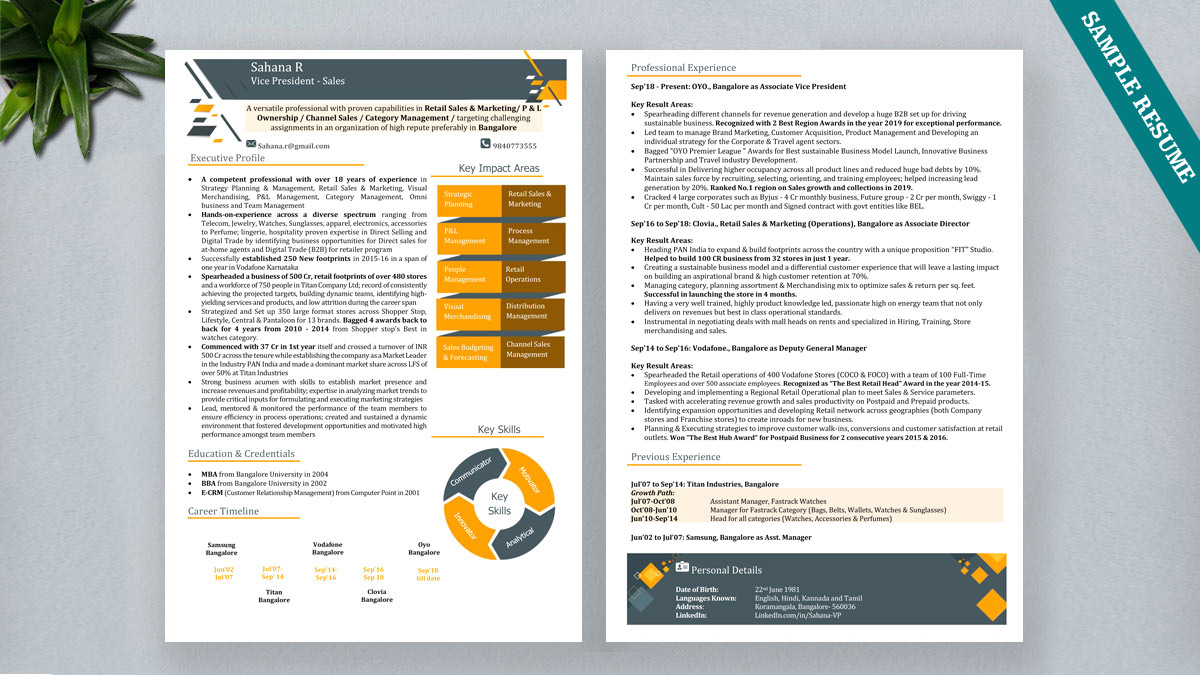 SAMPLE RESUME
Sahana R
Vice President - Sales
A versatile professional with proven capabilities in Retail Sales & Marketing/ P & L
Ownership / Channel Sales / Category Management / targeting challenging
assignments in an organization of high repute preferably in Bangalore
Sahana.r@gmail.com
9840773555
Executive Profile
• A competent professional with over 18 years of experience in
Strategy Planning & Management, Retail Sales & Marketing, Visual
Merchandising, P&L Management, Category Management, Omni
business and Team Management
• Hands-on-experience across a diverse spectrum ranging from
Telecom, Jewelry, Watches, Sunglasses, apparel, electronics, accessories
to Perfume; lingerie, hospitality proven expertise in Direct Selling and
Digital Trade by identifying business opportunities for Direct sales for
at-home agents and Digital Trade (B2B) for retailer program
• Successfully established 250 New footprints in 2015-16 in a span of
one year in Vodafone Karnataka
• Spearheaded a business of 500 Cr, retail footprints of over 480 stores
and a workforce of 750 people in Titan Company Ltd; record of consistently
achieving the projected targets, building dynamic teams, identifying high-
yielding services and products, and low attrition during the career span
• Strategized and Set up 350 large format stores across Shopper Stop,
Lifestyle, Central & Pantaloon for 13 brands. Bagged 4 awards back to
back for 4 years from 2010 - 2014 from Shopper stop's Best in
watches category.
• Commenced with 37 Cr in 1st year itself and crossed a turnover of INR
500 Cr across the tenure while establishing the company as a Market Leader
in the Industry PAN India and made a dominant market share across LFS of
over 50% at Titan Industries
• Strong business acumen with skills to establish market presence and
increase revenues and profitability; expertise in analyzing market trends to
provide critical inputs for formulating and executing marketing strategies
• Lead, mentored & monitored the performance of the team members to
ensure efficiency in process operations; created and sustained a dynamic
environment that fostered development opportunities and motivated high
performance amongst team members
Key Impact Areas
Strategic
Planning
Retail Sales &
Marketing
P&L
Management
Process
Management
People
Management
Retail
Operations
Visual
Merchandising
Distribution
Management
Sales Budgeting
& Forecasting
Channel Sales
Management
Key Skills
Communicator
Motivator
Innovator
Analytical
Key
Skills
Education & Credentials
• MBA from Bangalore University in 2004
• BBA from Bangalore University in 2002
• E-CRM (Customer Relationship Management) from Computer Point in 2001
Career Timeline
Samsung
Bangalore
Vodafone
Bangalore
Oyo
Bangalore
Jun'02
Jul'07
Jul'07-
Sep' 14
Sep'14-
Sep'16
Sep'16
Sep 18
Sep'18
till date
Titan
Bangalore
Clovia
Bangalore
Professional Experience
Sep'18 - Present: OYO., Bangalore as Associate Vice President
Key Result Areas:
• Spearheading different channels for revenue generation and develop a huge B2B set up for driving
sustainable business. Recognized with 2 Best Region Awards in the year 2019 for exceptional performance.
• Led team to manage Brand Marketing, Customer Acquisition, Product Management and Developing an
individual strategy for the Corporate & Travel agent sectors.
• Bagged "OYO Premier League " Awards for Best sustainable Business Model Launch, Innovative Business
Partnership and Travel industry Development.
• Successful in Delivering higher occupancy across all product lines and reduced huge bad debts by 10%.
Maintain sales force by recruiting, selecting, orienting, and training employees; helped increasing lead
generation by 20%. Ranked No.1 region on Sales growth and collections in 2019.
• Cracked 4 large corporates such as Byjus - 4 Cr monthly business, Future group - 2 Cr per month, Swiggy - 1
Cr per month, Cult - 50 Lac per month and Signed contract with govt entities like BEL.
Sep'16 to Sep'18: Clovia., Retail Sales & Marketing (Operations), Bangalore as Associate Director
Key Result Areas:
• Heading PAN India to expand & build footprints across the country with a unique proposition "FIT" Studio.
Helped to build 100 CR business from 32 stores in just 1 year.
• Creating a sustainable business model and a differential customer experience that will leave a lasting impact
on building an aspirational brand & high customer retention at 70%.
• Managing category, planning assortment & Merchandising mix to optimize sales & return per sq. feet.
Successful in launching the store in 4 months.
• Having a very well trained, highly product knowledge led, passionate high on energy team that not only
delivers on revenues but best in class operational standards.
• Instrumental in negotiating deals with mall heads on rents and specialized in Hiring, Training, Store
merchandising and sales.
Sep'14 to Sep'16: Vodafone., Bangalore as Deputy General Manager
Key Result Areas:
• Spearheaded the Retail operations of 400 Vodafone Stores (COCO & FOCO) with a team of 100 Full-Time
Employees and over 500 associate employees. Recognized as "The Best Retail Head" Award in the year 2014-15.
• Developing and implementing a Regional Retail Operational plan to meet Sales & Service parameters.
• Tasked with accelerating revenue growth and sales productivity on Postpaid and Prepaid products.
• Identifying expansion opportunities and developing Retail network across geographies (both Company
stores and Franchise stores) to create inroads for new business.
• Planning & Executing strategies to improve customer walk-ins, conversions and customer satisfaction at retail
outlets. Won "The Best Hub Award" for Postpaid Business for 2 consecutive years 2015 & 2016.
Previous Experience
Jul'07 to Sep'14: Titan Industries, Bangalore
Growth Path:
Jul'07-Oct'08 Assistant Manager, Fastrack Watches
Oct'08-Jun'10 Manager for Fastrack Category (Bags, Belts, Wallets, Watches & Sunglasses)
Jun'10-Sep'14 Head for all categories (Watches, Accessories & Perfumes)
Jun'02 to Jul'07: Samsung, Bangalore as Asst. Manager
Personal Details
Date of Birth: 22nd June 1981
Languages Known: English, Hindi, Kannada and Tamil
Address: Koramangala, Bangalore- 560036
LinkedIn: LinkedIn.com/in/Sahana-VP